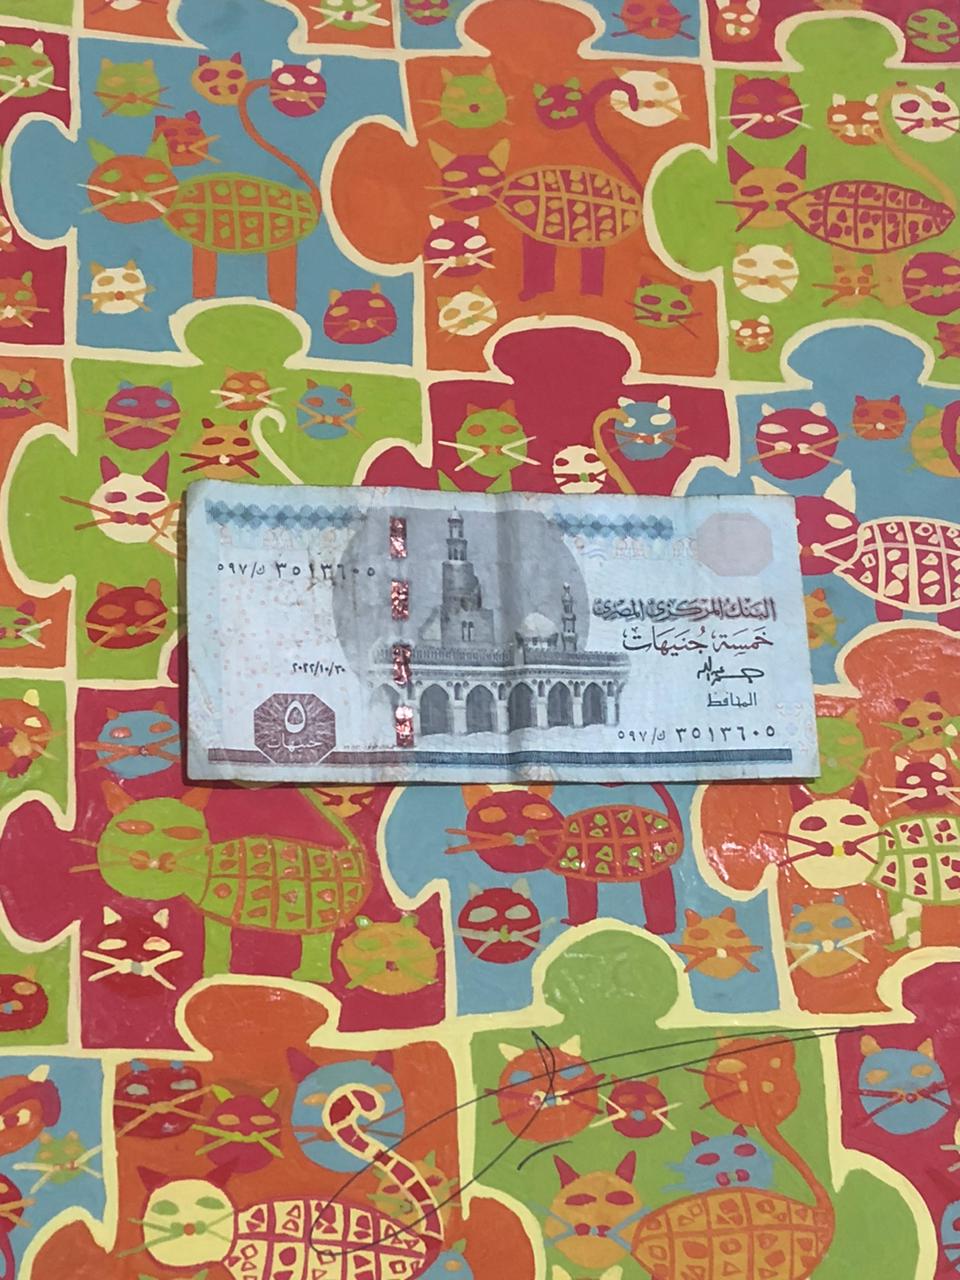 ٥٩٧/ك ٣٥١٣٦٠٥
البنك المركزي المصري
خمسة جنيهات
٢٠٢٢/١٠/٣٠
المحافظ
٥
جنيهات
٥٩٧/ك ٣٥١٣٦٠٥